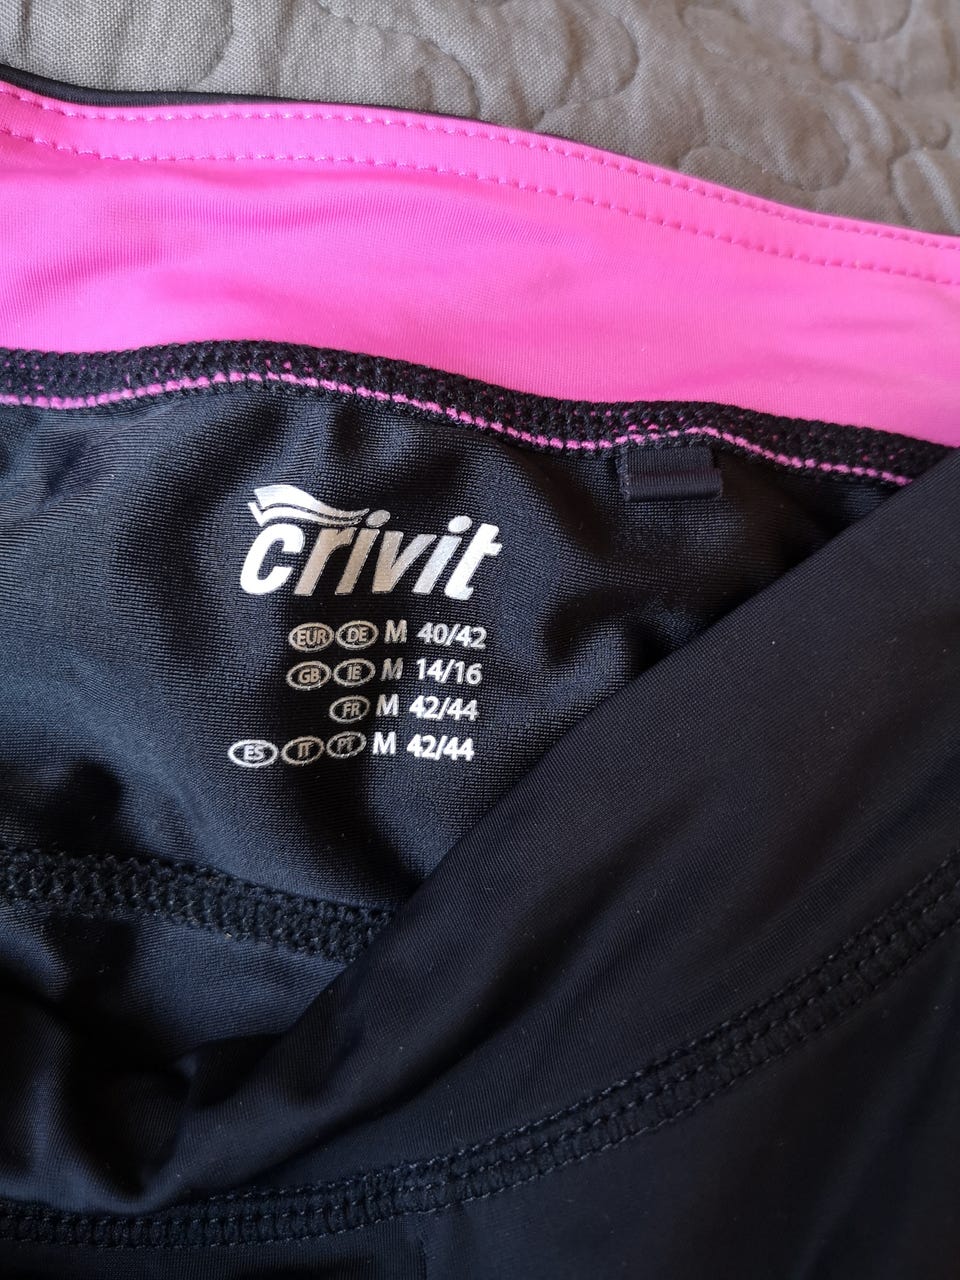 crivit
EUR DE M 40/42
GB IE M 14/16
FR M 42/44
ES IT PT M 42/44